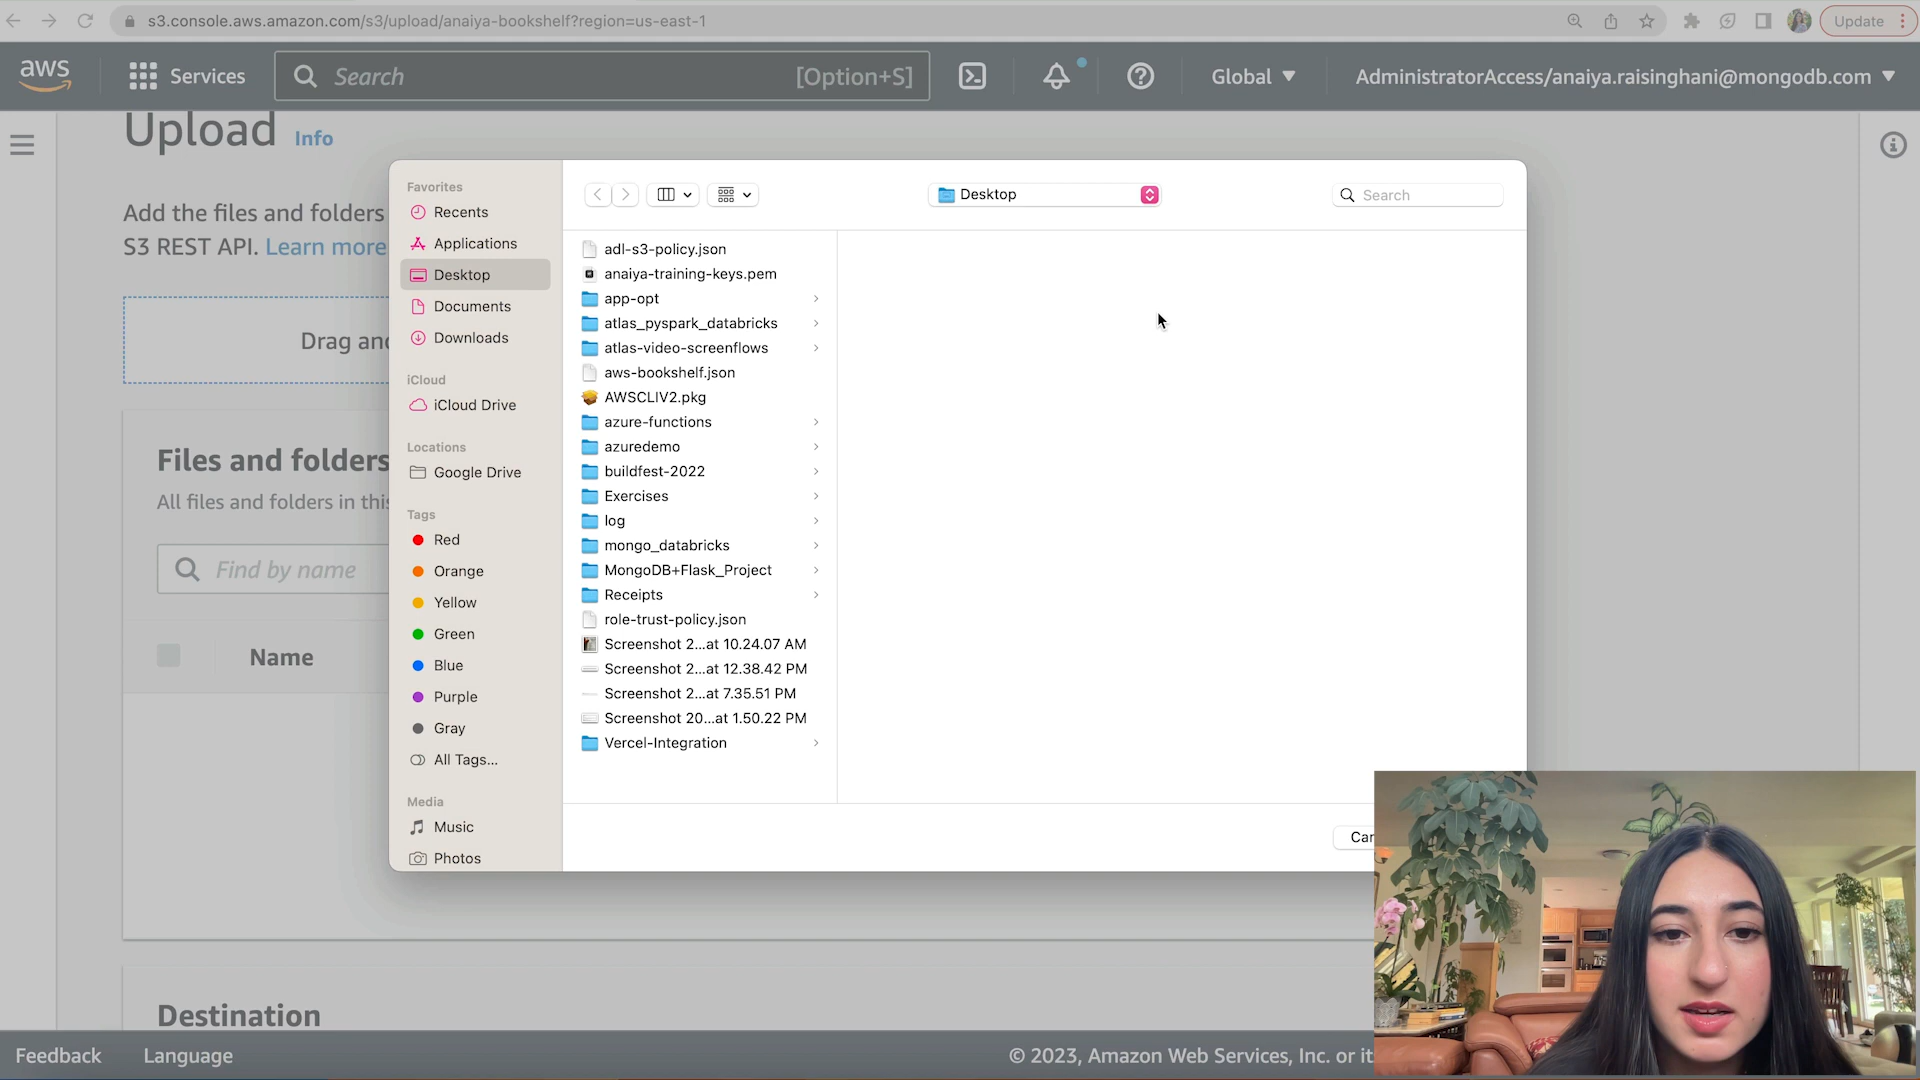 s3.console.aws.amazon.com/s3/upload/anaiya-bookshelf?region=us-east-1
Update
aws
Services
Search
[Option+S]
Global
AdministratorAccess/anaiya.raisinghani@mongodb.com
Upload
Info
Add the files and folders
S3 REST API. Learn more
Drag and
Files and folders
All files and folders in this
Find by name
Name
Destination
Favorites
Recents
Applications
Desktop
Documents
Downloads
iCloud
iCloud Drive
Locations
Google Drive
Tags
Red
Orange
Yellow
Green
Blue
Purple
Gray
All Tags...
Media
Music
Photos
Desktop
Search
adl-s3-policy.json
anaiya-training-keys.pem
app-opt
atlas_pyspark_databricks
atlas-video-screenflows
aws-bookshelf.json
AWSCLIV2.pkg
azure-functions
azuredemo
buildfest-2022
Exercises
log
mongo_databricks
MongoDB+Flask_Project
Receipts
role-trust-policy.json
Screenshot 2...at 10.24.07 AM
Screenshot 2...at 12.38.42 PM
Screenshot 2...at 7.35.51 PM
Screenshot 20...at 1.50.22 PM
Vercel-Integration
Feedback
Language
© 2023, Amazon Web Services, Inc. or